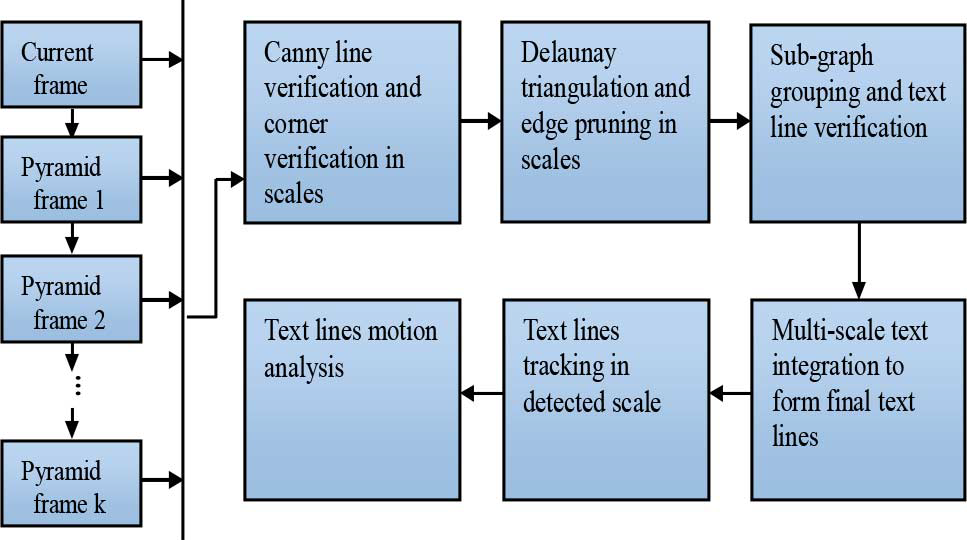 Current
frame
Pyramid
frame 1
Pyramid
frame 2
...
Pyramid
frame k
Canny line
verification and
corner
verification in
scales
Delaunay
triangulation and
edge pruning in
scales
Sub-graph
grouping and text
line verification
Multi-scale text
integration to
form final text
lines
Text lines
tracking in
detected scale
Text lines motion
analysis